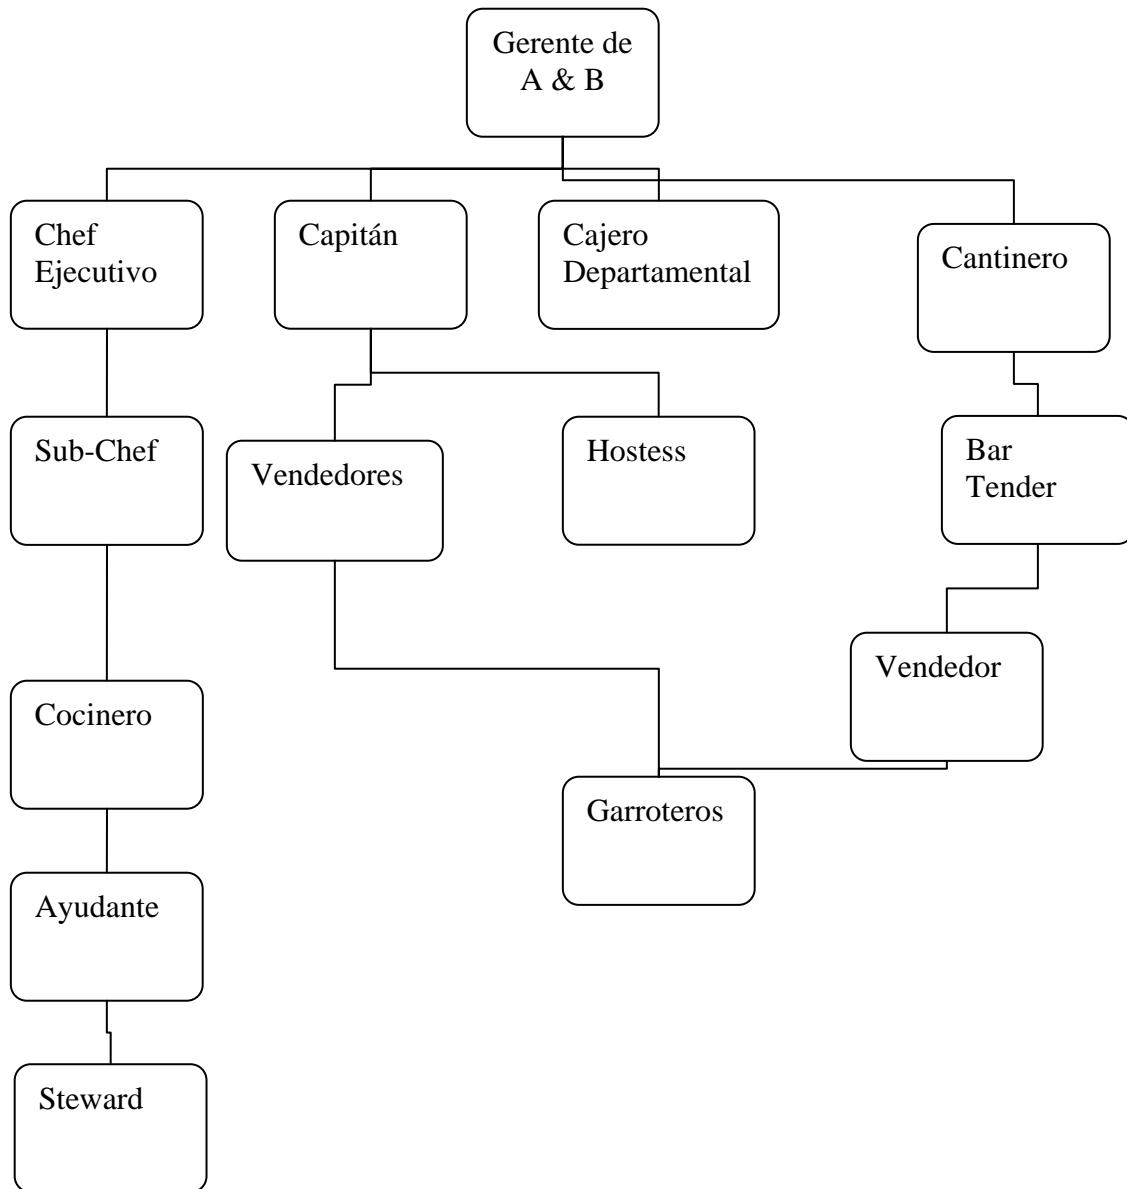 Gerente de
A & B
Chef
Ejecutivo
Capitán
Cajero
Departamental
Cantinero
Sub-Chef
Vendedores
Hostess
Bar
Tender
Vendedor
Cocinero
Garroteros
Ayudante
Steward